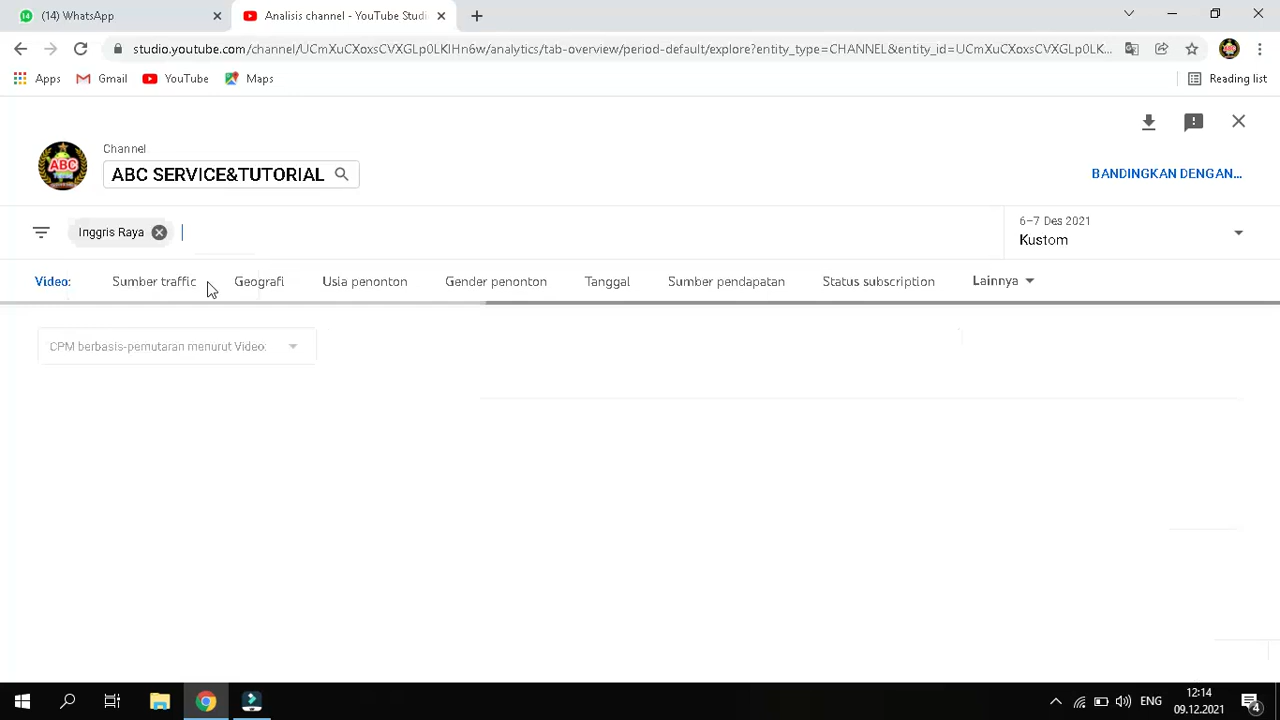 (14) WhatsApp
Analisis channel - YouTube Studi
studio.youtube.com/channel/UCmXuCXoxsCVXGLp0LKIHn6w/analytics/tab-overview/period-default/explore?entity_type=CHANNEL&entity_id=UCmXuCXoxsCVXGLp0LK...
Apps
Gmail
YouTube
Maps
Reading list
Channel
ABC SERVICE&TUTORIAL
BANDINGKAN DENGAN...
Inggris Raya
6–7 Des 2021
Kustom
Video:
Sumber traffic
Geografi
Usia penonton
Gender penonton
Tanggal
Sumber pendapatan
Status subscription
Lainnya
CPM berbasis-pemutaran menurut Video:
ENG
12:14
09.12.2021
4